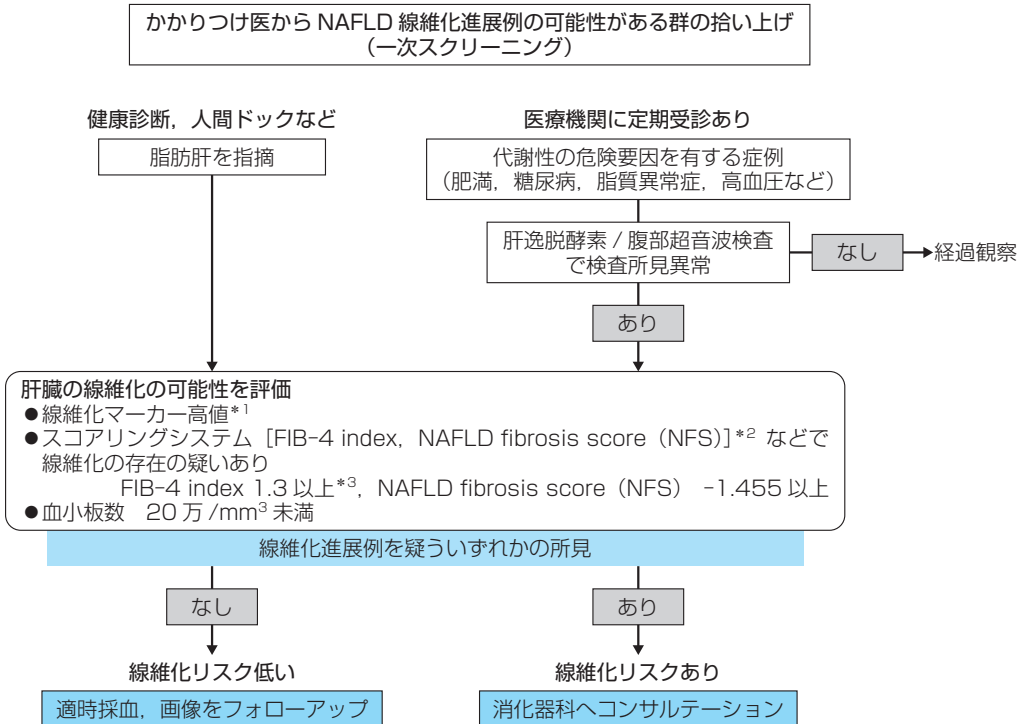 かかりつけ医から NAFLD 線維化進展例の可能性がある群の拾い上げ
（一次スクリーニング）
健康診断，人間ドックなど
医療機関に定期受診あり
脂肪肝を指摘
代謝性の危険要因を有する症例
（肥満，糖尿病，脂質異常症，高血圧など）
肝逸脱酵素 / 腹部超音波検査
で検査所見異常
なし
経過観察
あり
肝臓の線維化の可能性を評価
●線維化マーカー高値*1
●スコアリングシステム［FIB–4 index，NAFLD fibrosis score（NFS）］*2 などで
線維化の存在の疑いあり
FIB–4 index 1.3 以上*3，NAFLD fibrosis score（NFS） –1.455 以上
●血小板数　20 万 /mm3 未満
線維化進展例を疑ういずれかの所見
なし
あり
線維化リスク低い
線維化リスクあり
適時採血，画像をフォローアップ
消化器科へコンサルテーション